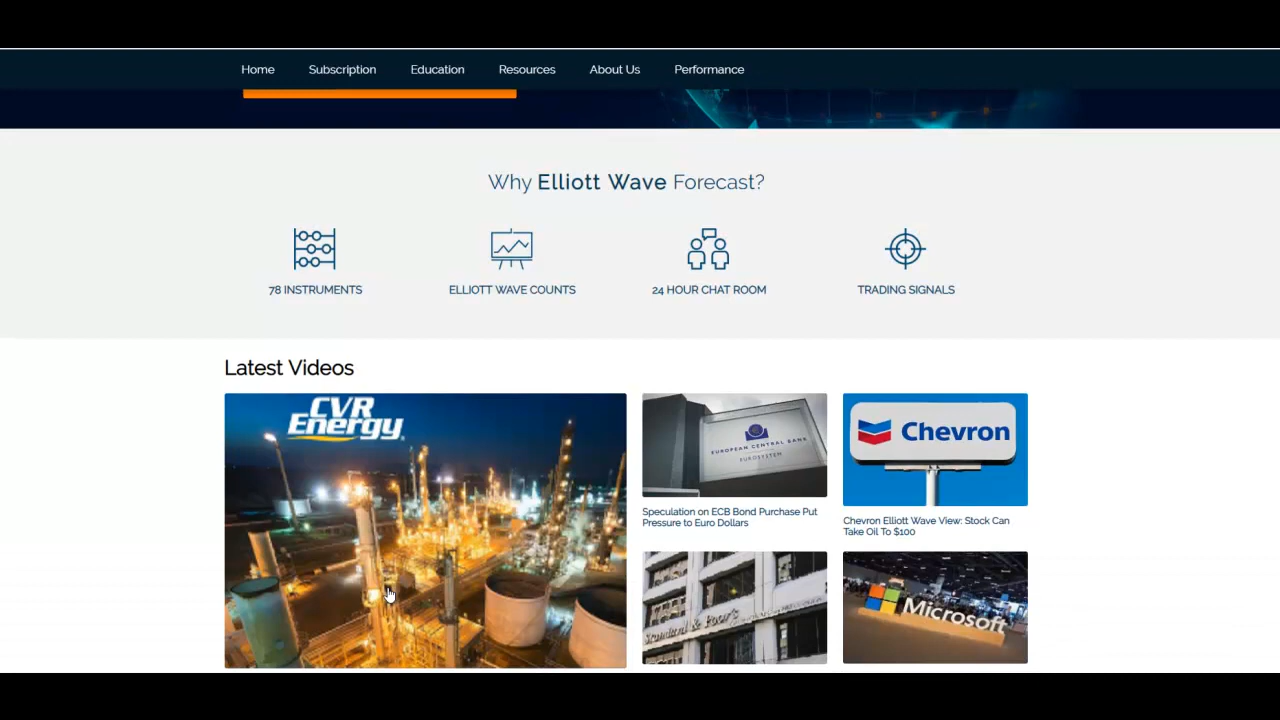 Home Subscription Education Resources About Us Performance
Why Elliott Wave Forecast?
78 INSTRUMENTS ELLIOTT WAVE COUNTS 24 HOUR CHAT ROOM TRADING SIGNALS
Latest Videos
CVR
Energy
EUROPEAN CENTRAL BANK
EUROSYSTEM
Chevron
Speculation on ECB Bond Purchase Put
Pressure to Euro Dollars
Chevron Elliott Wave View: Stock Can
Take Oil To $100
Standard & Poor's
Microsoft